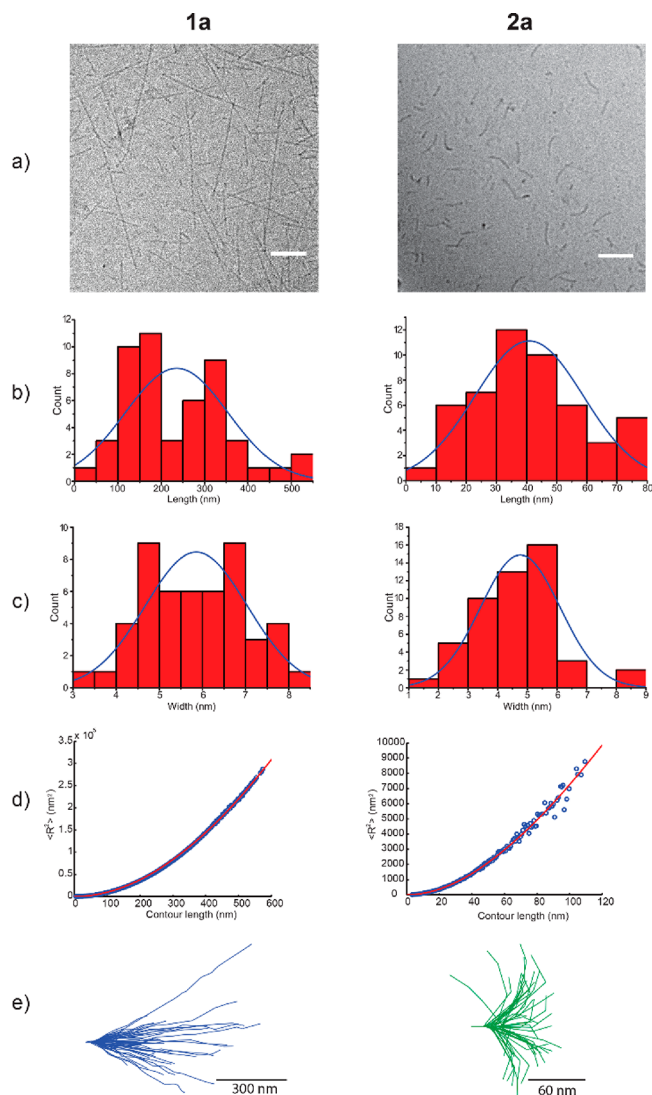 1a 2a
a)
b)
Count
12
10
8
6
4
2
0
0 100 200 300 400 500
Length (nm)
Count
12
10
8
6
4
2
0
0 10 20 30 40 50 60 70 80
Length (nm)
c)
Count
10
8
6
4
2
0
3 4 5 6 7 8
Width (nm)
Count
18
16
14
12
10
8
6
4
2
0
1 2 3 4 5 6 7 8 9
Width (nm)
d)
<R²> (nm²)
3.5 x 10⁵
3
2.5
2
1.5
1
0.5
0
0 100 200 300 400 500 600
Contour length (nm)
<R²> (nm²)
10000
9000
8000
7000
6000
5000
4000
3000
2000
1000
0
0 20 40 60 80 100 120
Contour length (nm)
e)
300 nm
60 nm